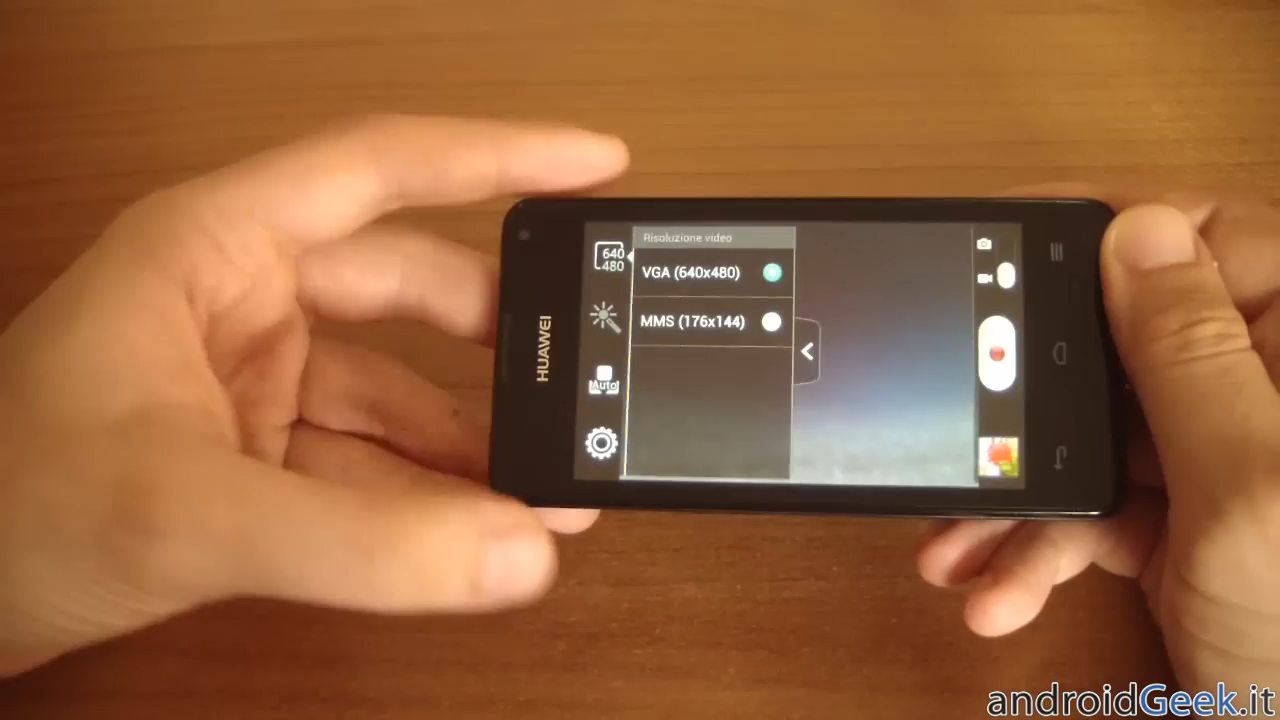 HUAWEI
640
480
Risoluzione video
VGA (640x480)
MMS (176x144)
Auto
androidGeek.it